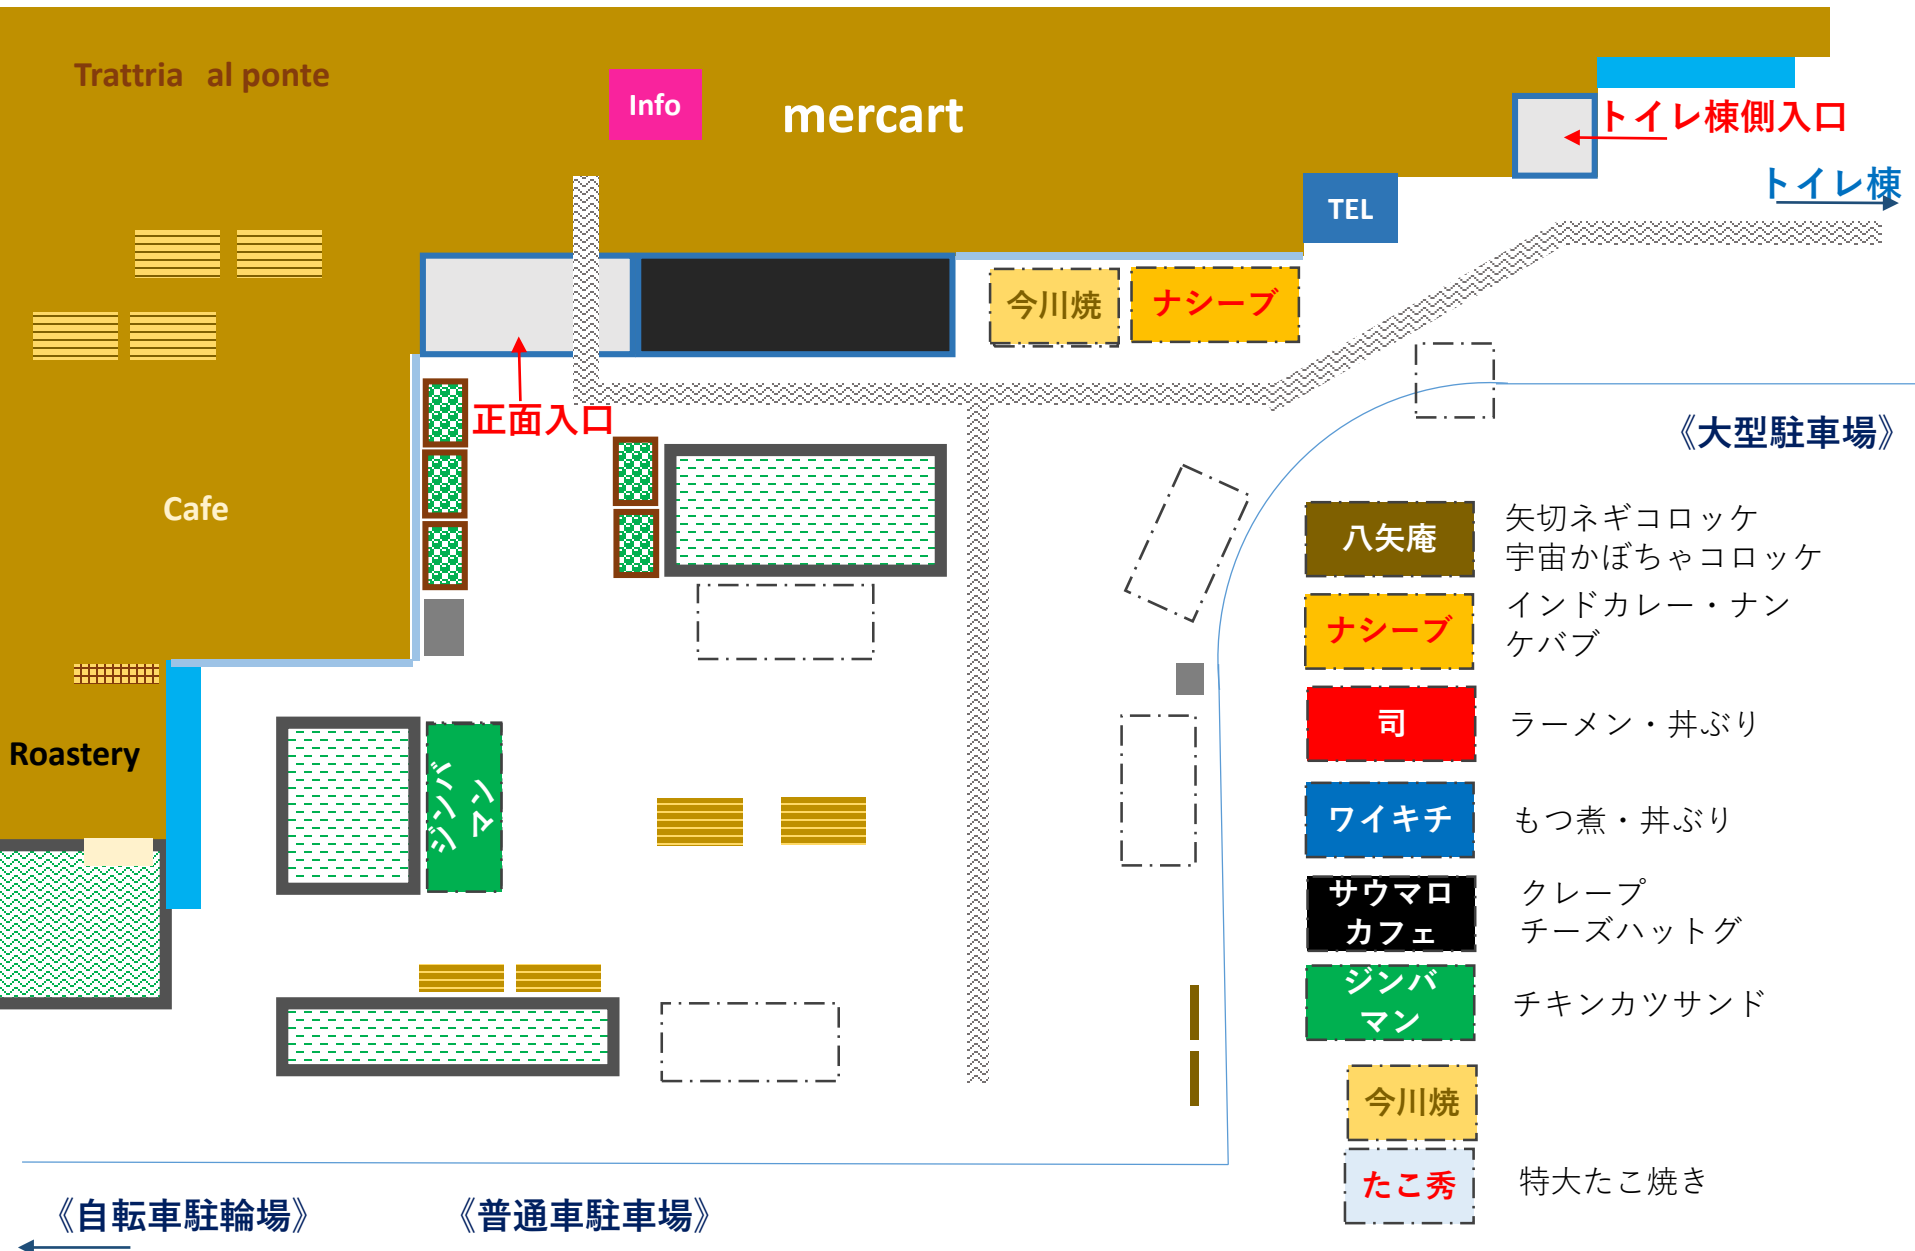 Trattria al ponte
Info
mercart
トイレ棟側入口
トイレ棟
TEL
今川焼
ナシーブ
正面入口
《大型駐車場》
Cafe
八矢庵
矢切ネギコロッケ
宇宙かぼちゃコロッケ
ナシーブ
インドカレー・ナン
ケバブ
司
ラーメン・丼ぶり
Roastery
ジンバ
マン
ワイキチ
もつ煮・丼ぶり
サウマロ
カフェ
クレープ
チーズハットグ
ジンバ
マン
チキンカツサンド
今川焼
たこ秀
特大たこ焼き
《自転車駐輪場》
《普通車駐車場》